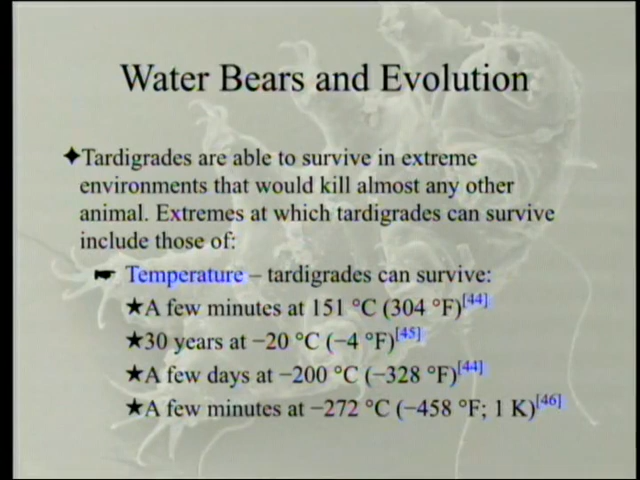 Water Bears and Evolution
Tardigrades are able to survive in extreme
environments that would kill almost any other
animal. Extremes at which tardigrades can survive
include those of:
Temperature – tardigrades can survive:
★A few minutes at 151 °C (304 °F)[44]
★30 years at −20 °C (−4 °F)[45]
★A few days at −200 °C (−328 °F)[44]
★A few minutes at −272 °C (−458 °F; 1 K)[46]